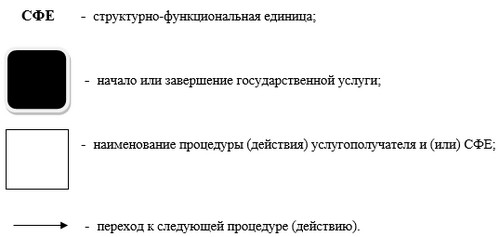 СФЕ - структурно-функциональная единица;
- начало или завершение государственной услуги;
- наименование процедуры (действия) услугополучателя и (или) СФЕ;
- переход к следующей процедуре (действию).